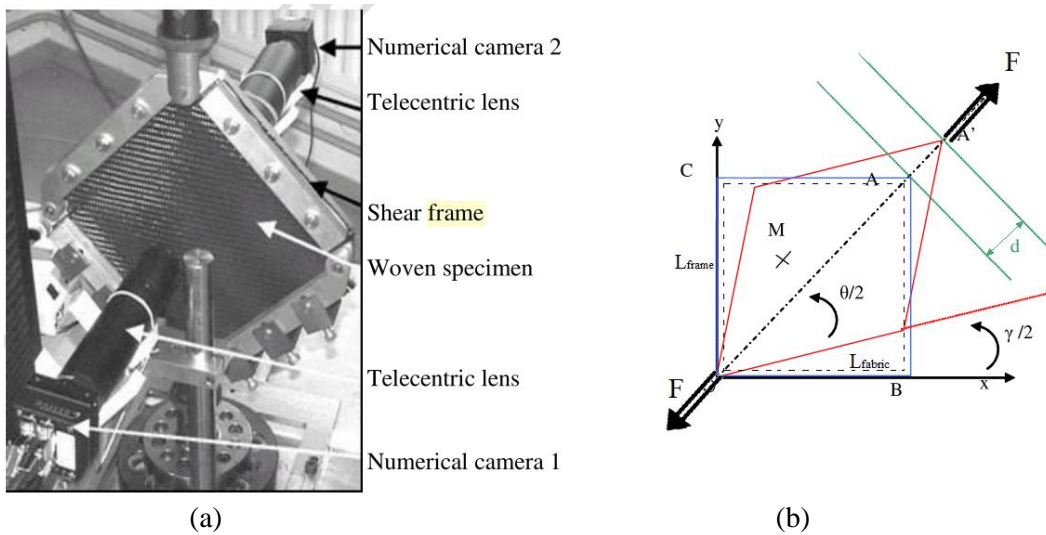 Numerical camera 2
Telecentric lens
Shear frame
Woven specimen
Telecentric lens
Numerical camera 1
(a)
F
A'
y
C
A
d
M
Lframe
θ/2
γ/2
Lfabric
F
B
x
(b)